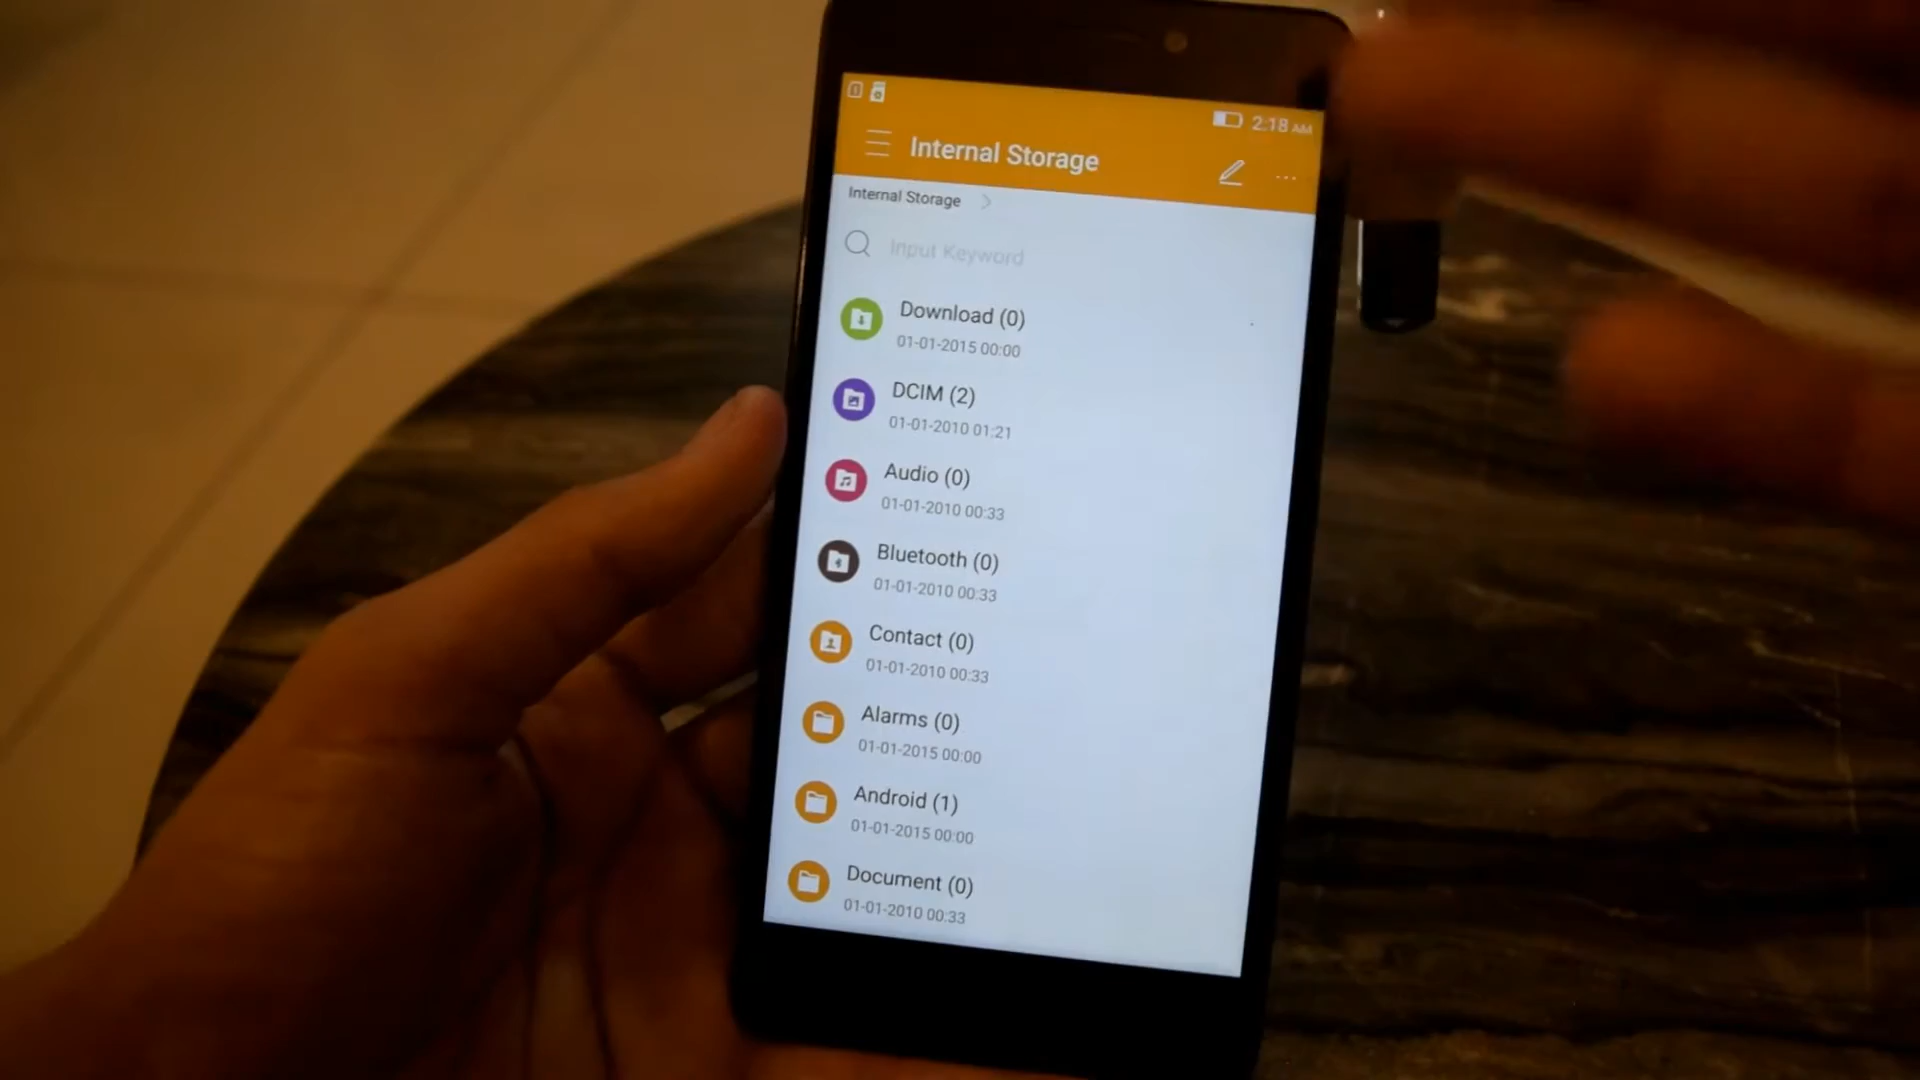 2:18 AM
Internal Storage
Internal Storage
Input Keyword
Download (0)
01-01-2015 00:00
DCIM (2)
01-01-2010 01:21
Audio (0)
01-01-2010 00:33
Bluetooth (0)
01-01-2010 00:33
Contact (0)
01-01-2010 00:33
Alarms (0)
01-01-2015 00:00
Android (1)
01-01-2015 00:00
Document (0)
01-01-2010 00:33